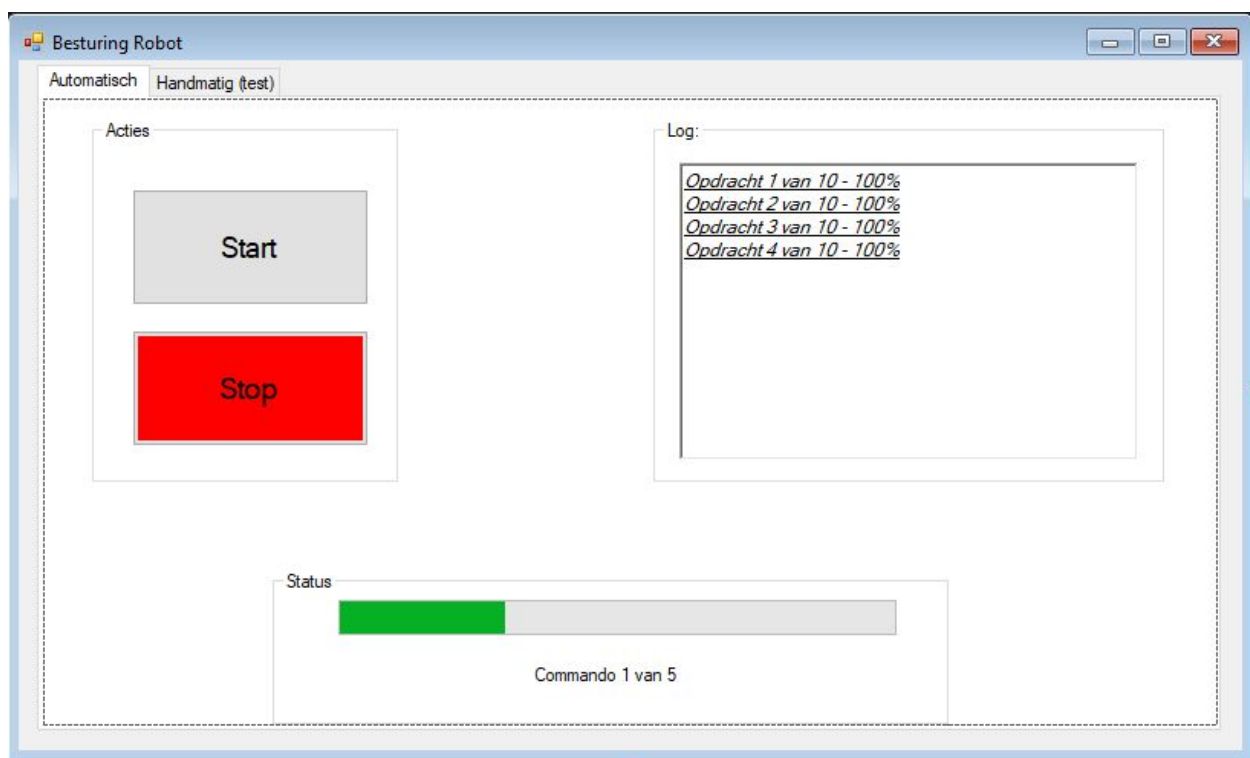 Besturing Robot
Automatisch Handmatig (test)
Acties
Start
Stop
Log:
Opdracht 1 van 10 - 100%
Opdracht 2 van 10 - 100%
Opdracht 3 van 10 - 100%
Opdracht 4 van 10 - 100%
Status
Commando 1 van 5